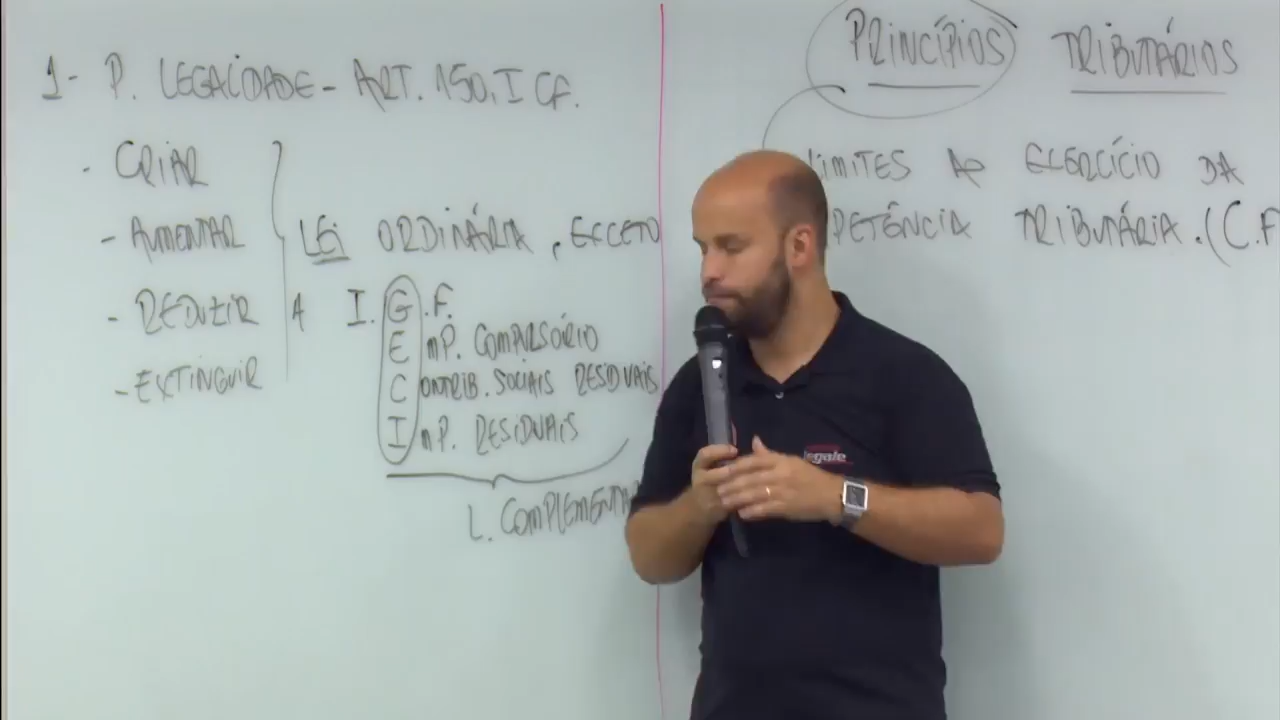 1- P. LEGALIDADE - ART. 150, I CF.
- CRIAR
- AUMENTAR
- REDUZIR
- EXTINGUIR
LEI ORDINÁRIA, EXCETO
A I.G.F.
EmP. COMPULSÓRIO
CONTRIB. SOCIAIS RESIDUAIS
ImP. RESIDUAIS
L. COMPLEMENTA
PRINCÍPIOS TRIBUTÁRIOS
LIMITES AO EXERCÍCIO DA
PETÊNCIA TRIBUTÁRIA. (C.F
legale